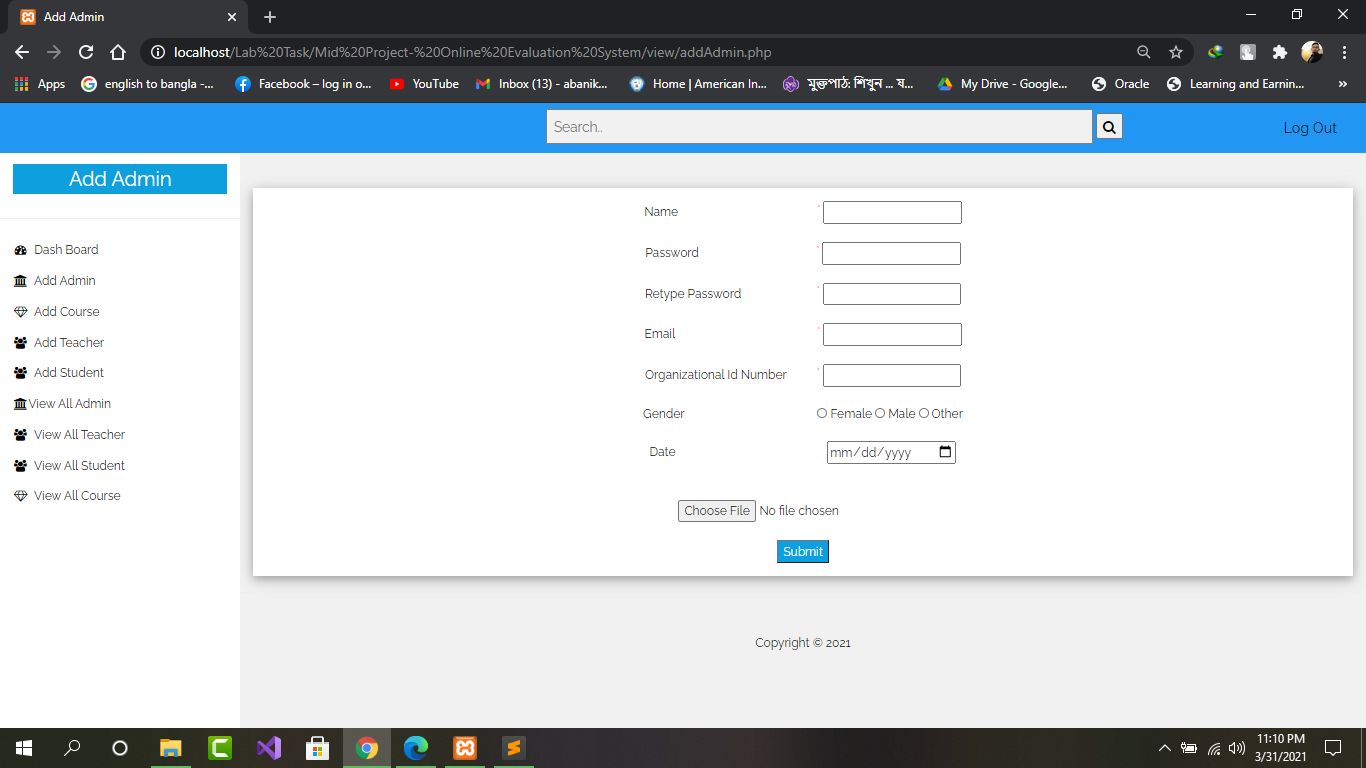 Add Admin
localhost/Lab%20Task/Mid%20Project-%20Online%20Evaluation%20System/view/addAdmin.php
Apps english to bangla -... Facebook – log in o... YouTube Inbox (13) - abanik... Home | American In... মুক্তপাঠ: শিখুন ... য... My Drive - Google... Oracle Learning and Earnin... »
Search.. Log Out
Add Admin
Dash Board
Add Admin
Add Course
Add Teacher
Add Student
View All Admin
View All Teacher
View All Student
View All Course
Name *
Password *
Retype Password *
Email *
Organizational Id Number *
Gender Female Male Other
Date mm/dd/yyyy
Choose File No file chosen
Submit
Copyright © 2021
11:10 PM
3/31/2021